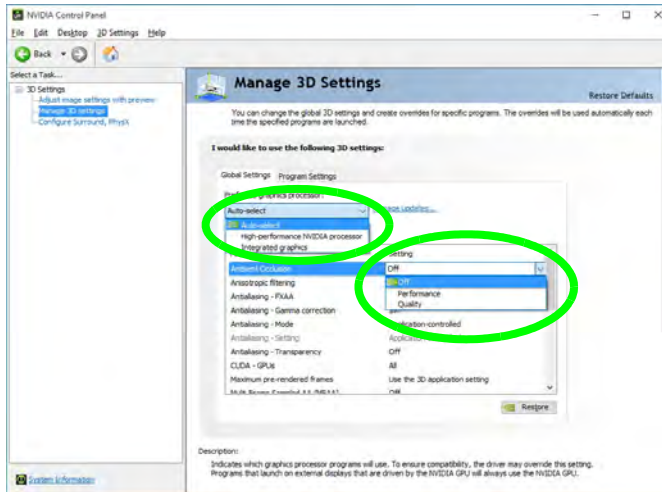 NVIDIA Control Panel
File Edit Desktop 3D Settings Help
Back
Select a Task...
3D Settings
Adjust image settings with preview
Manage 3D settings
Configure Surround, PhysX
System Information
Manage 3D Settings
Restore Defaults
You can change the global 3D settings and create overrides for specific programs. The overrides will be used automatically each
time the specified programs are launched.
I would like to use the following 3D settings:
Global Settings Program Settings
graphics processor:
Auto-select
Auto-select
High-performance NVIDIA processor
Integrated graphics
Setting
Ambient Occlusion Off
Off
Performance
Quality
Anisotropic filtering
Antialiasing - FXAA
Antialiasing - Gamma correction
Antialiasing - Mode Application-controlled
Antialiasing - Setting
Antialiasing - Transparency Off
CUDA - GPUs All
Maximum pre-rendered frames Use the 3D application setting
Restore
Description:
Indicates which graphics processor programs will use. To ensure compatibility, the driver may override this setting.
Programs that launch on external displays that are driven by the NVIDIA GPU will always use the NVIDIA GPU.